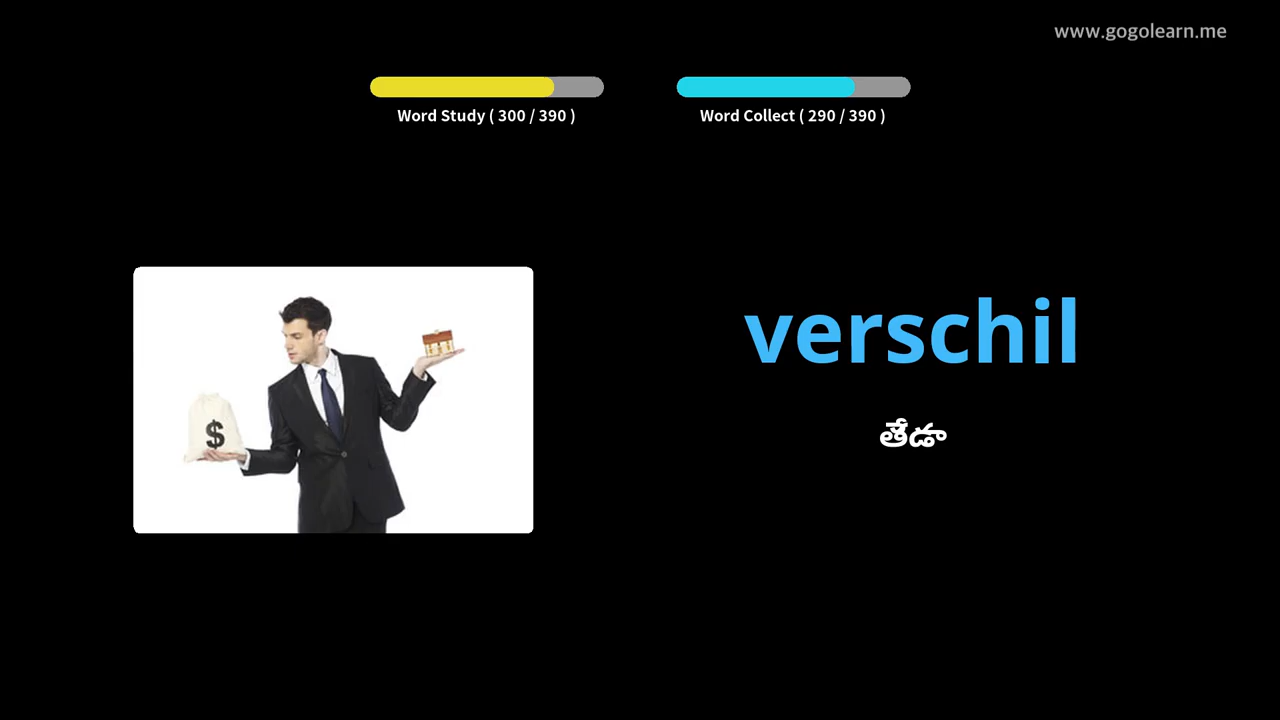 www.gogolearn.me
Word Study ( 300 / 390 )
Word Collect ( 290 / 390 )
$
verschil
తేడా